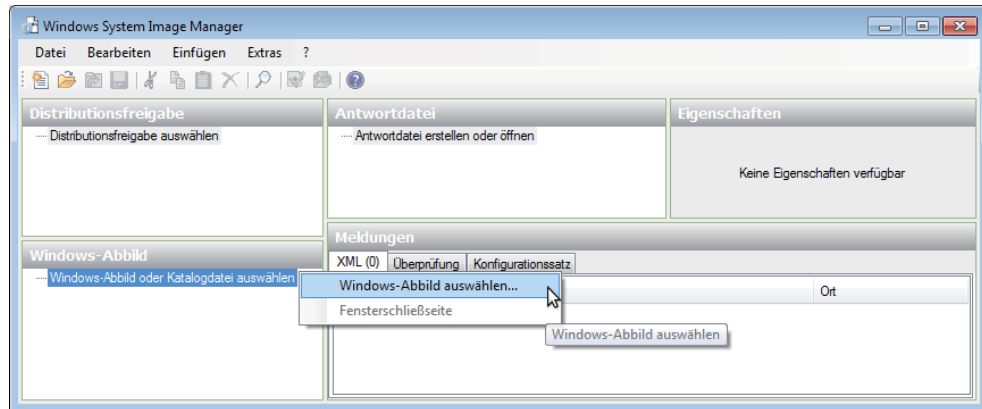 Windows System Image Manager
Datei Bearbeiten Einfügen Extras ?
Distributionsfreigabe
Distributionsfreigabe auswählen
Antwortdatei
Antwortdatei erstellen oder öffnen
Eigenschaften
Keine Eigenschaften verfügbar
Windows-Abbild
Windows-Abbild oder Katalogdatei auswählen
Meldungen
XML (0) Überprüfung Konfigurationssatz
Ort
Windows-Abbild auswählen...
Fensterschließseite
Windows-Abbild auswählen